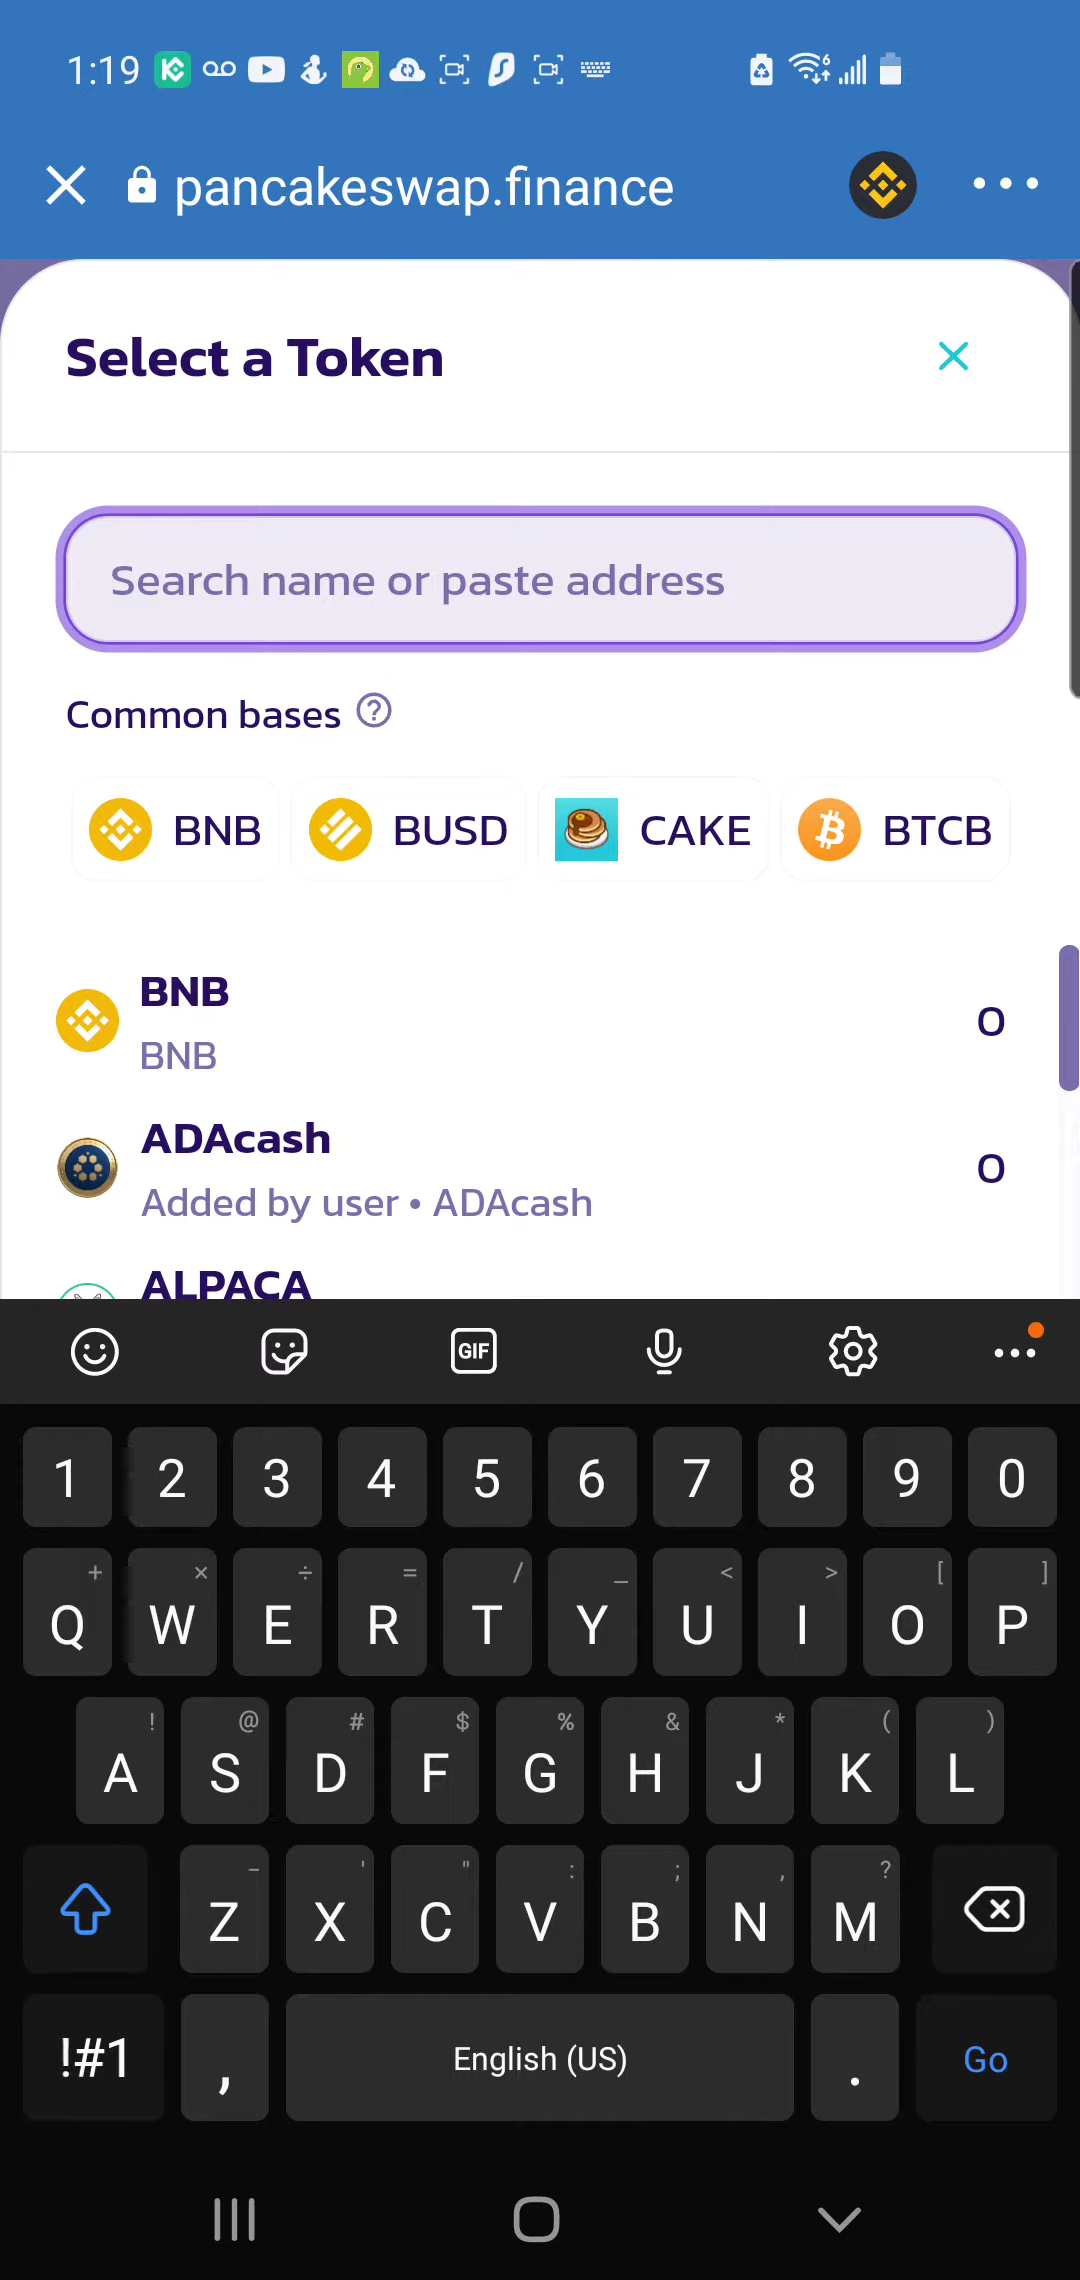 1:19
pancakeswap.finance
Select a Token
Search name or paste address
Common bases ?
BNB BUSD CAKE BTCB
BNB
BNB
0
ADAcash
Added by user • ADAcash
0
ALPACA
GIF
1 2 3 4 5 6 7 8 9 0
+ × ÷ = / _ < > [ ]
Q W E R T Y U I O P
! @ # $ % & * ( )
A S D F G H J K L
- ' " : ; , ?
Z X C V B N M
!#1 , English (US) . Go